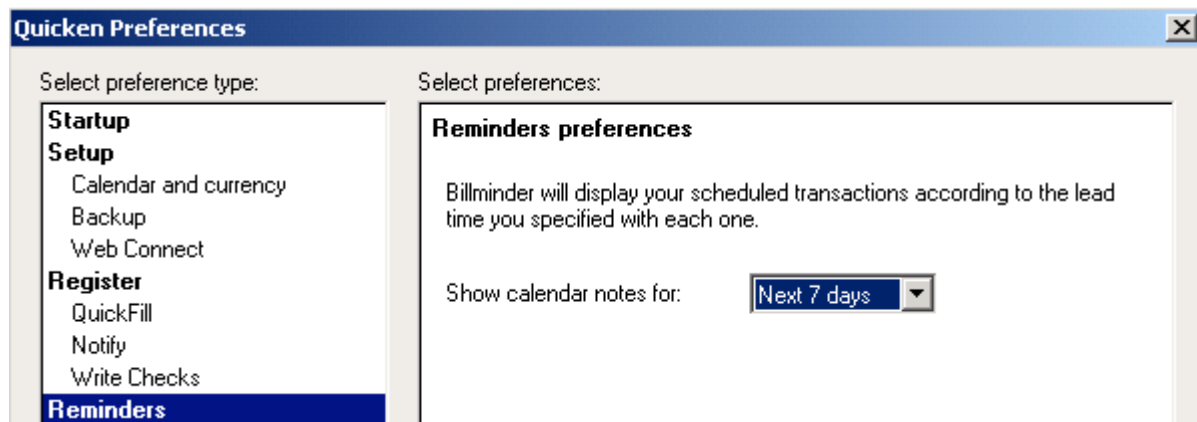 Quicken Preferences
Select preference type:
Startup
Setup
Calendar and currency
Backup
Web Connect
Register
QuickFill
Notify
Write Checks
Reminders
Select preferences:
Reminders preferences
Billminder will display your scheduled transactions according to the lead
time you specified with each one.
Show calendar notes for: Next 7 days